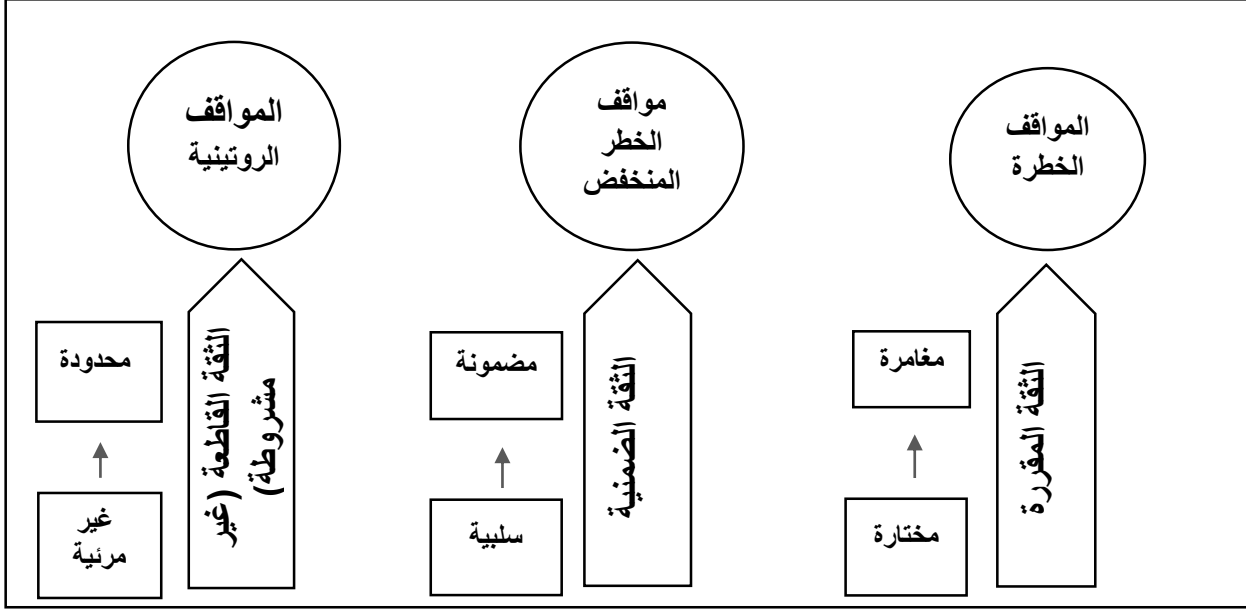 المواقف
الخطرة
مغامرة
مختارة
الثقة المقررة
مواقف
الخطر
المنخفض
مضمونة
سلبية
الثقة الضمنية
المواقف
الروتينية
محدودة
غير
مرئية
الثقة القاطعة (غير
مشروطة)